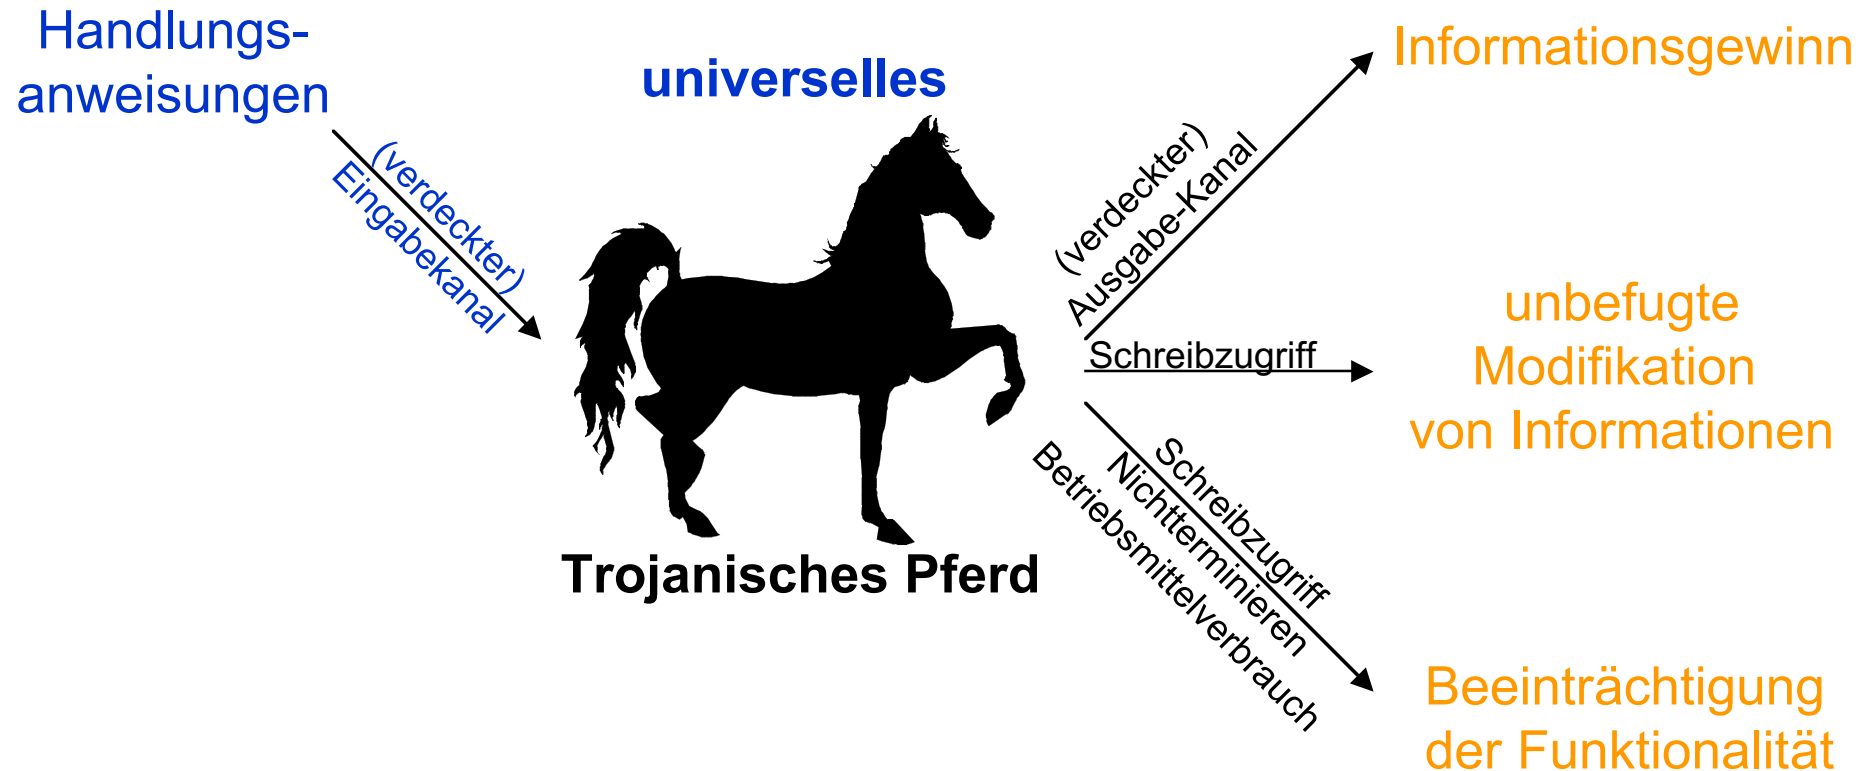 Handlungs-
anweisungen
(verdeckter)
Eingabekanal
universelles
Trojanisches Pferd
(verdeckter)
Ausgabe-Kanal
Informationsgewinn
Schreibzugriff
unbefugte
Modifikation
von Informationen
Schreibzugriff
Nichtterminieren
Betriebsmittelverbrauch
Beeinträchtigung
der Funktionalität